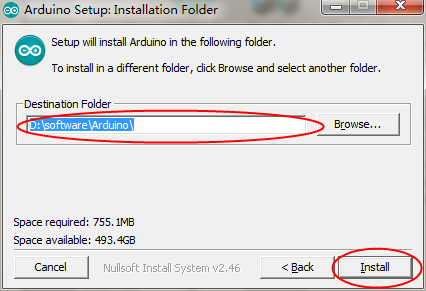 Arduino Setup: Installation Folder
Setup will install Arduino in the following folder.
To install in a different folder, click Browse and select another folder.
Destination Folder
D:\software\Arduino\
Browse...
Space required: 755.1MB
Space available: 493.4GB
Cancel
Nullsoft Install System v2.46
< Back
Install